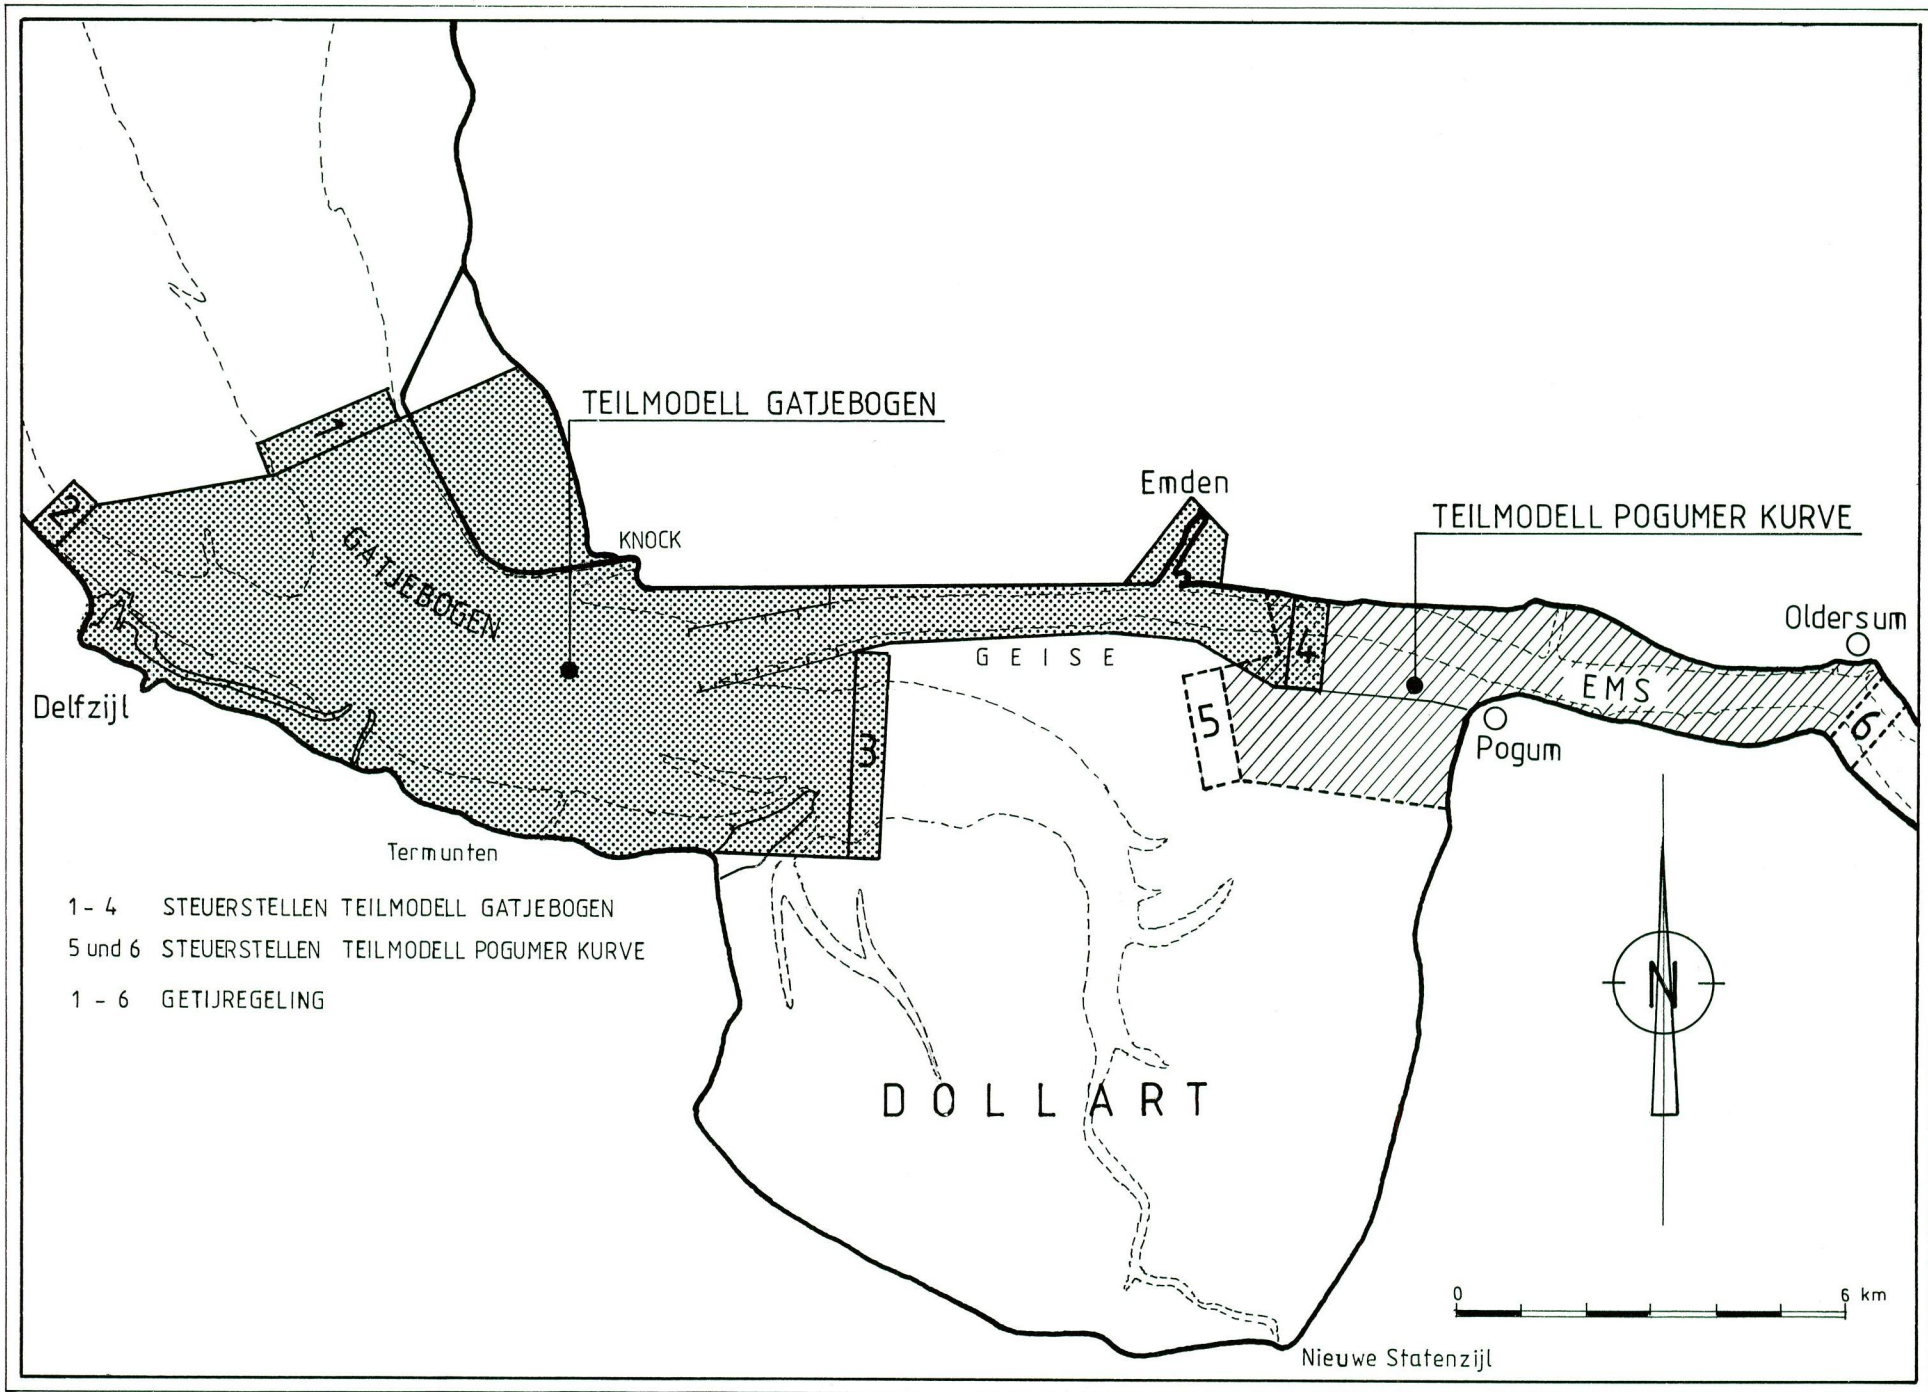 TEILMODELL GATJEBOGEN
1
2
GATJEBOGEN
KNOCK
Emden
TEILMODELL POGUMER KURVE
Oldersum
GEISE
4
5
EMS
6
Pogum
3
Delfzijl
Termunten
1 - 4 STEUERSTELLEN TEILMODELL GATJEBOGEN
5 und 6 STEUERSTELLEN TEILMODELL POGUMER KURVE
1 - 6 GETIJREGELING
N
DOLLART
0 6 km
Nieuwe Statenzijl